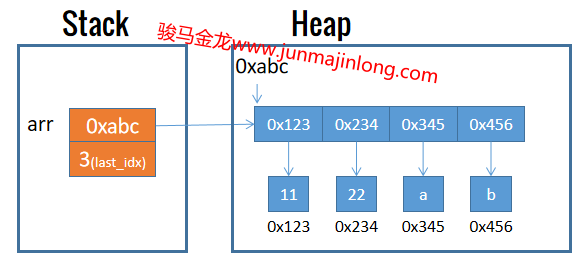 Stack
Heap
骏马金龙www.junmajinlong.com
0xabc
arr
0xabc
0x123
0x234
0x345
0x456
3(last_idx)
11
22
a
b
0x123
0x234
0x345
0x456